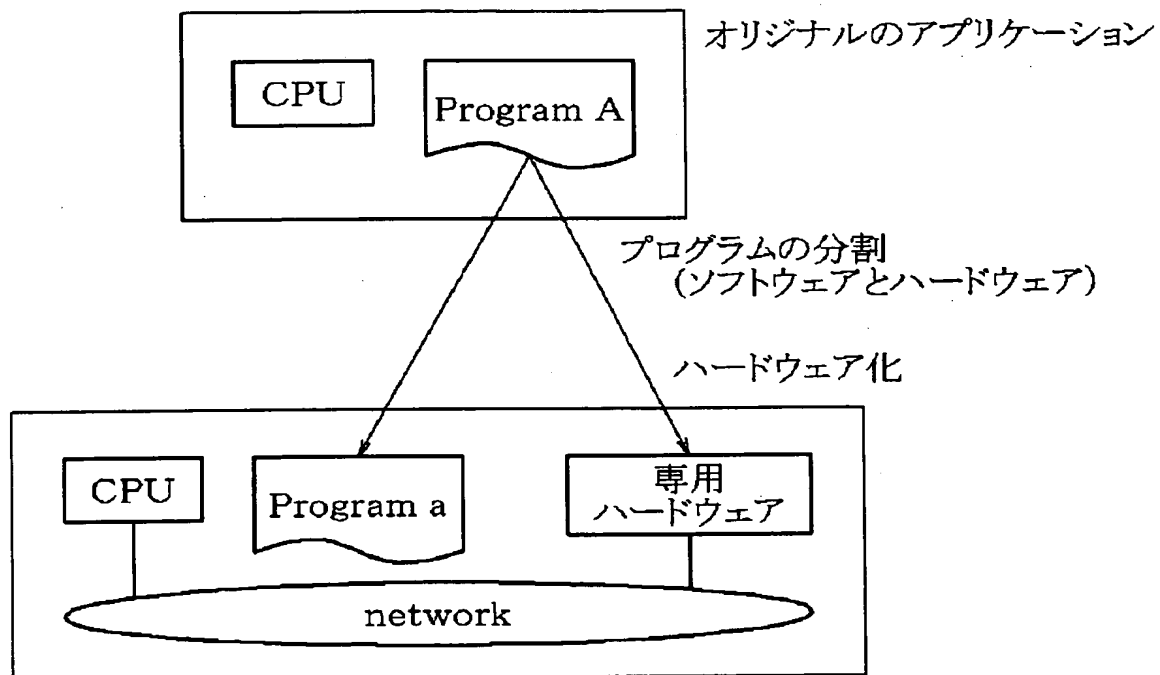 オリジナルのアプリケーション
CPU
Program A
プログラムの分割
(ソフトウェアとハードウェア)
ハードウェア化
CPU
Program a
専用
ハードウェア
network